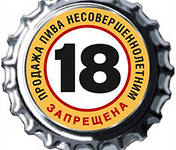 ПРОДАЖА ПИВА НЕСОВЕРШЕННОЛЕТНИМ
18
ЗАПРЕЩЕНА